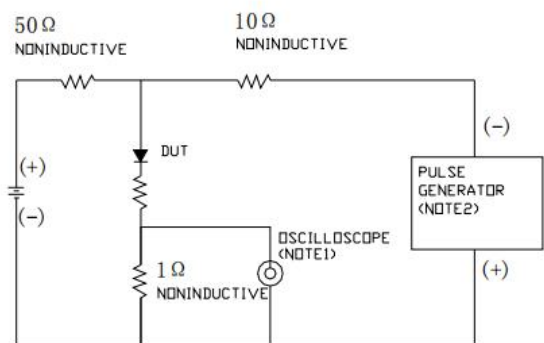 50Ω
NONINDUCTIVE
10Ω
NONINDUCTIVE
(+)
(-)
DUT
1Ω
NONINDUCTIVE
OSCILLOSCOPE
(NOTE1)
(-)
PULSE
GENERATOR
(NOTE2)
(+)